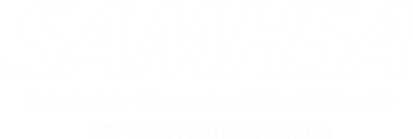 SAMHSA
Substance Abuse and Mental Health
Services Administration